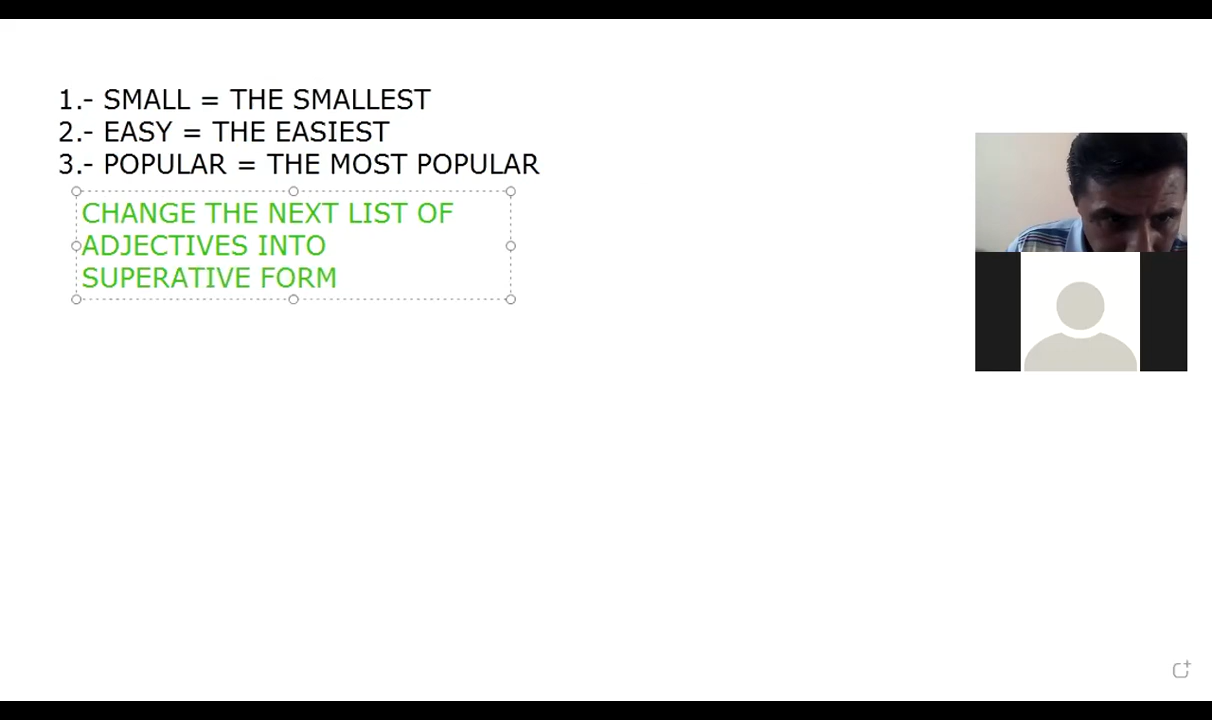 1.- SMALL = THE SMALLEST
2.- EASY = THE EASIEST
3.- POPULAR = THE MOST POPULAR
CHANGE THE NEXT LIST OF
ADJECTIVES INTO
SUPERATIVE FORM